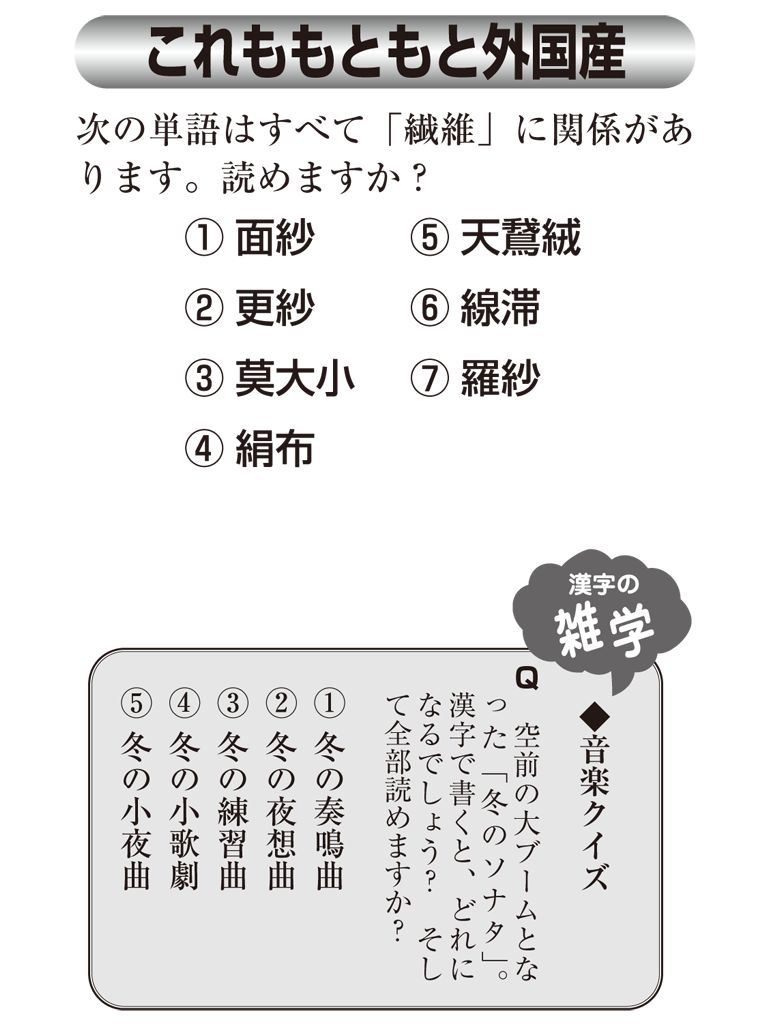 これももともと外国産
次の単語はすべて「繊維」に関係があ
ります。読めますか？
① 面紗
② 更紗
③ 莫大小
④ 絹布
⑤ 天鵞絨
⑥ 線滞
⑦ 羅紗
漢字の
雑学
◆音楽クイズ
Q 空前の大ブームとな
った「冬のソナタ」。
漢字で書くと、どれに
なるでしょう？　そし
て全部読めますか？
① 冬の奏鳴曲
② 冬の夜想曲
③ 冬の練習曲
④ 冬の小歌劇
⑤ 冬の小夜曲